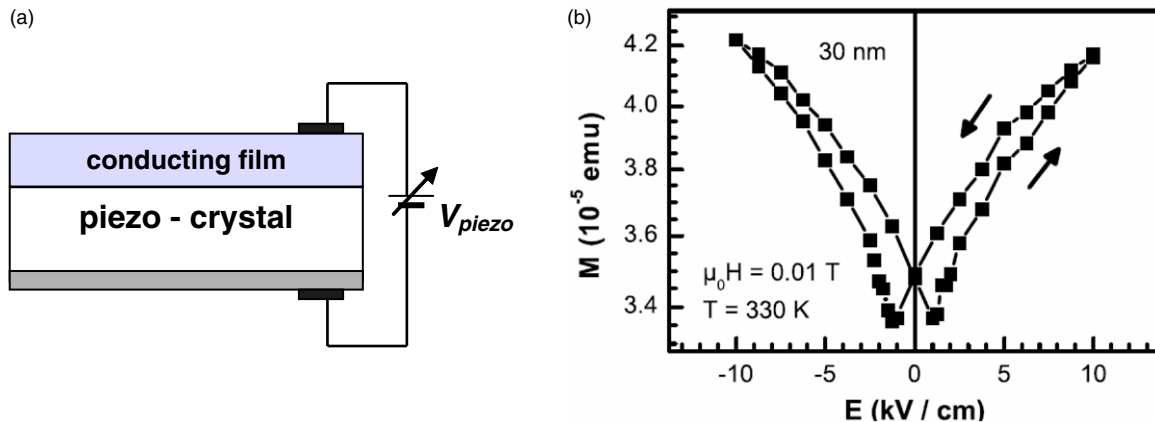 (a)
conducting film
piezo - crystal
V_piezo
(b)
30 nm
μ₀H = 0.01 T
T = 330 K
M (10⁻⁵ emu)
4.2
4.0
3.8
3.6
3.4
-10 -5 0 5 10
E (kV / cm)